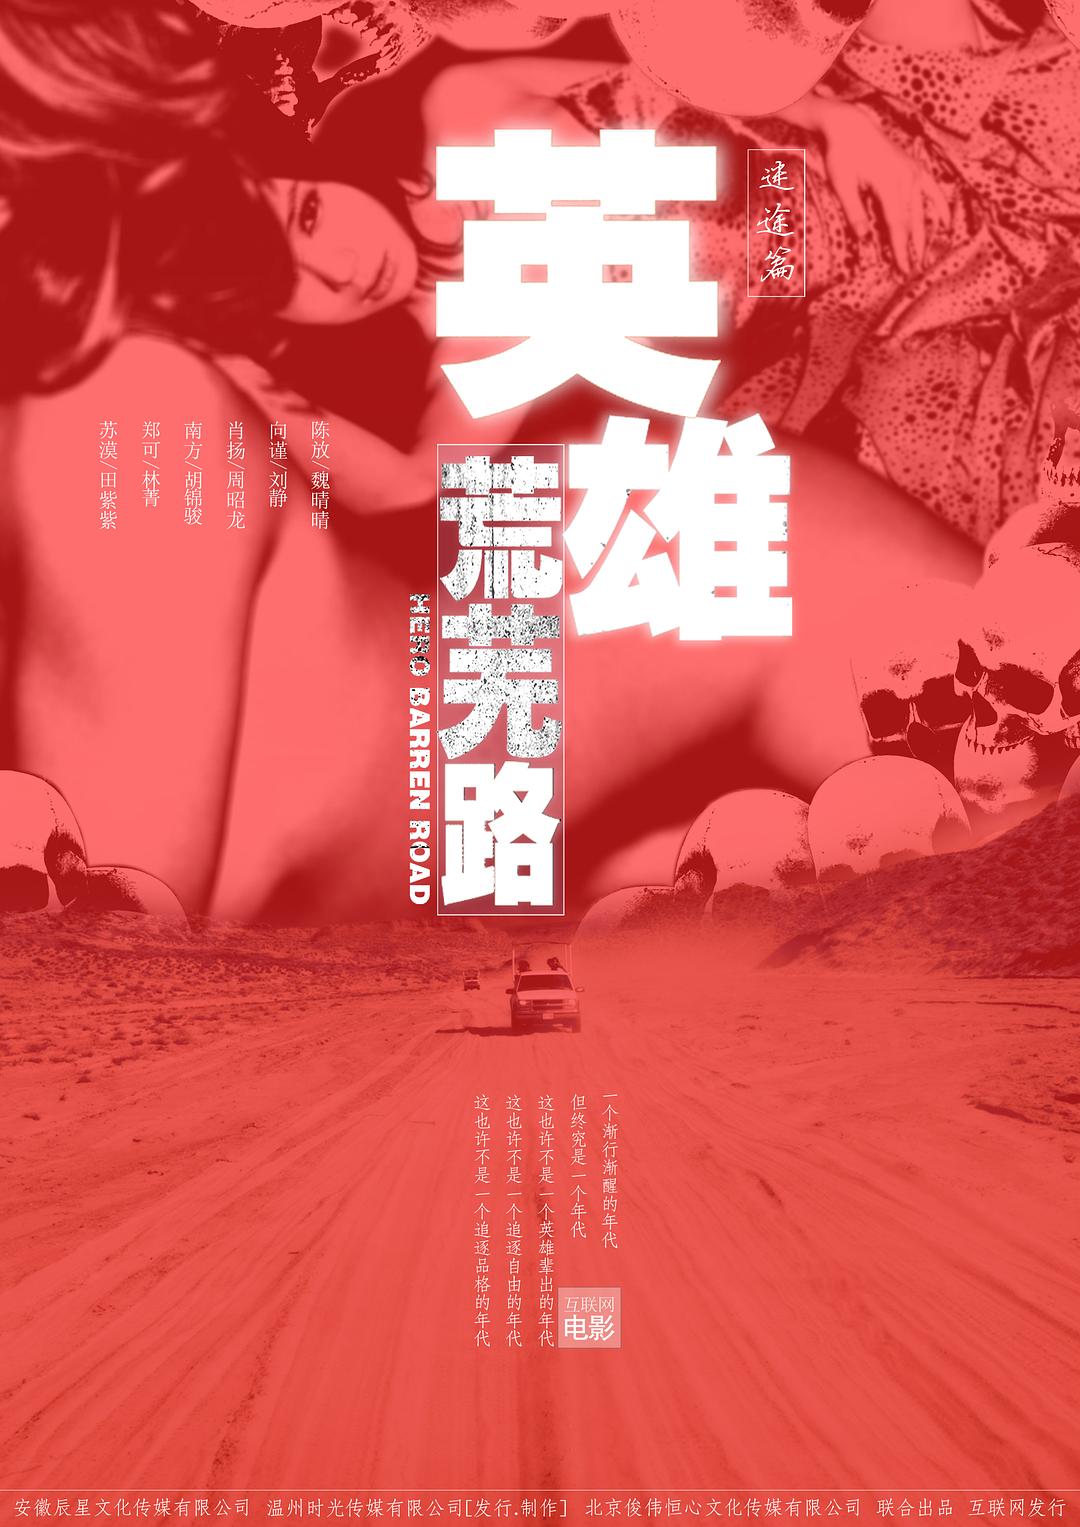 英雄
荒芜路
HERO BARREN ROAD
迷途篇
陈放/魏晴晴
向谨/刘静
肖扬/周昭龙
南方/胡锦骏
郑可/林菁
苏漠/田紫紫
一个渐行渐醒的年代
但终究是一个年代
这也许不是一个英雄辈出的年代
这也许不是一个追逐自由的年代
这也许不是一个追逐品格的年代
互联网
电影
安徽辰星文化传媒有限公司 温州时光传媒有限公司[发行.制作] 北京俊伟恒心文化传媒有限公司 联合出品 互联网发行